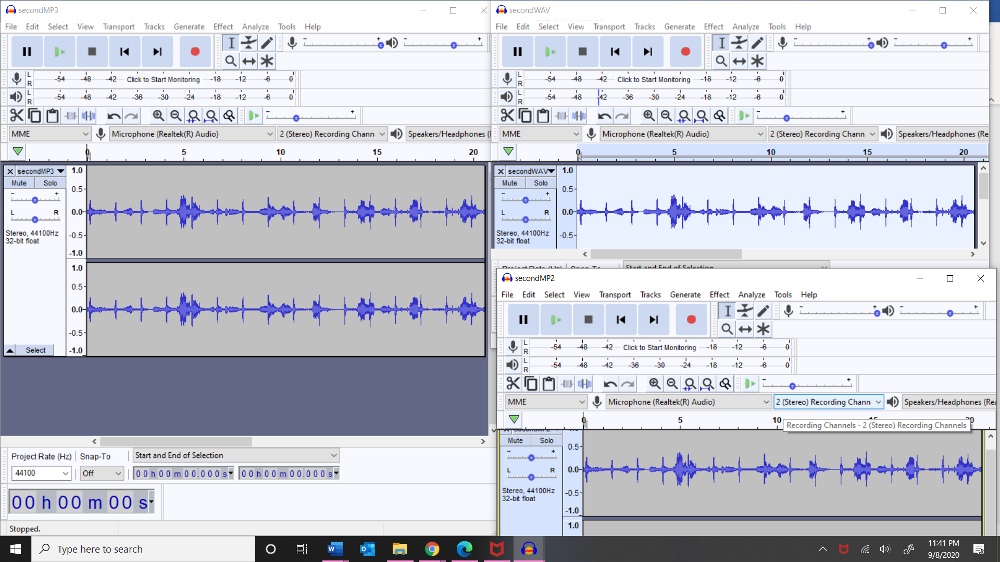 secondMP3
File Edit Select View Transport Tracks Generate Effect Analyze Tools Help
L
R
-54 -48 -42 Click to Start Monitoring -18 -12 -6 0
L
R
-54 -48 -42 -36 -30 -24 -18 -12 -6 0
MME Microphone (Realtek(R) Audio) 2 (Stereo) Recording Chann Speakers/Headphones (
0 5 10 15 20
secondMP3 1.0
Mute Solo
0.5
L R 0.0
Stereo, 44100Hz
32-bit float
-0.5
-1.0
1.0
0.5
0.0
-0.5
Select -1.0
Project Rate (Hz) Snap-To Start and End of Selection
44100 Off 00 h 00 m 00.000 s 00 h 00 m 00.000 s
00 h 00 m 00 s
Stopped.
secondWAV
File Edit Select View Transport Tracks Generate Effect Analyze Tools Help
L
R
-54 -48 -42 Click to Start Monitoring -18 -12 -6 0
L
R
-54 -48 -42 -36 -30 -24 -18 -12 -6 0
MME Microphone (Realtek(R) Audio) 2 (Stereo) Recording Chann Speakers/Headphones (Re
0 5 10 15 20
secondWAV 1.0
Mute Solo
0.5
L R 0.0
Stereo, 44100Hz
32-bit float
-0.5
Project Rate (Hz) Snap-To Start and End of Selection
secondMP2
File Edit Select View Transport Tracks Generate Effect Analyze Tools Help
L
R
-54 -48 -42 Click to Start Monitoring -18 -12 -6 0
L
R
-54 -48 -42 -36 -30 -24 -18 -12 -6 0
MME Microphone (Realtek(R) Audio) 2 (Stereo) Recording Chann Speakers/Headphones (Rea
0 5 10 15 20
Recording Channels - 2 (Stereo) Recording Channels
Mute Solo
0.5
L R 0.0
Stereo, 44100Hz
32-bit float
-0.5
-1.0
1.0
Type here to search
11:41 PM
9/8/2020